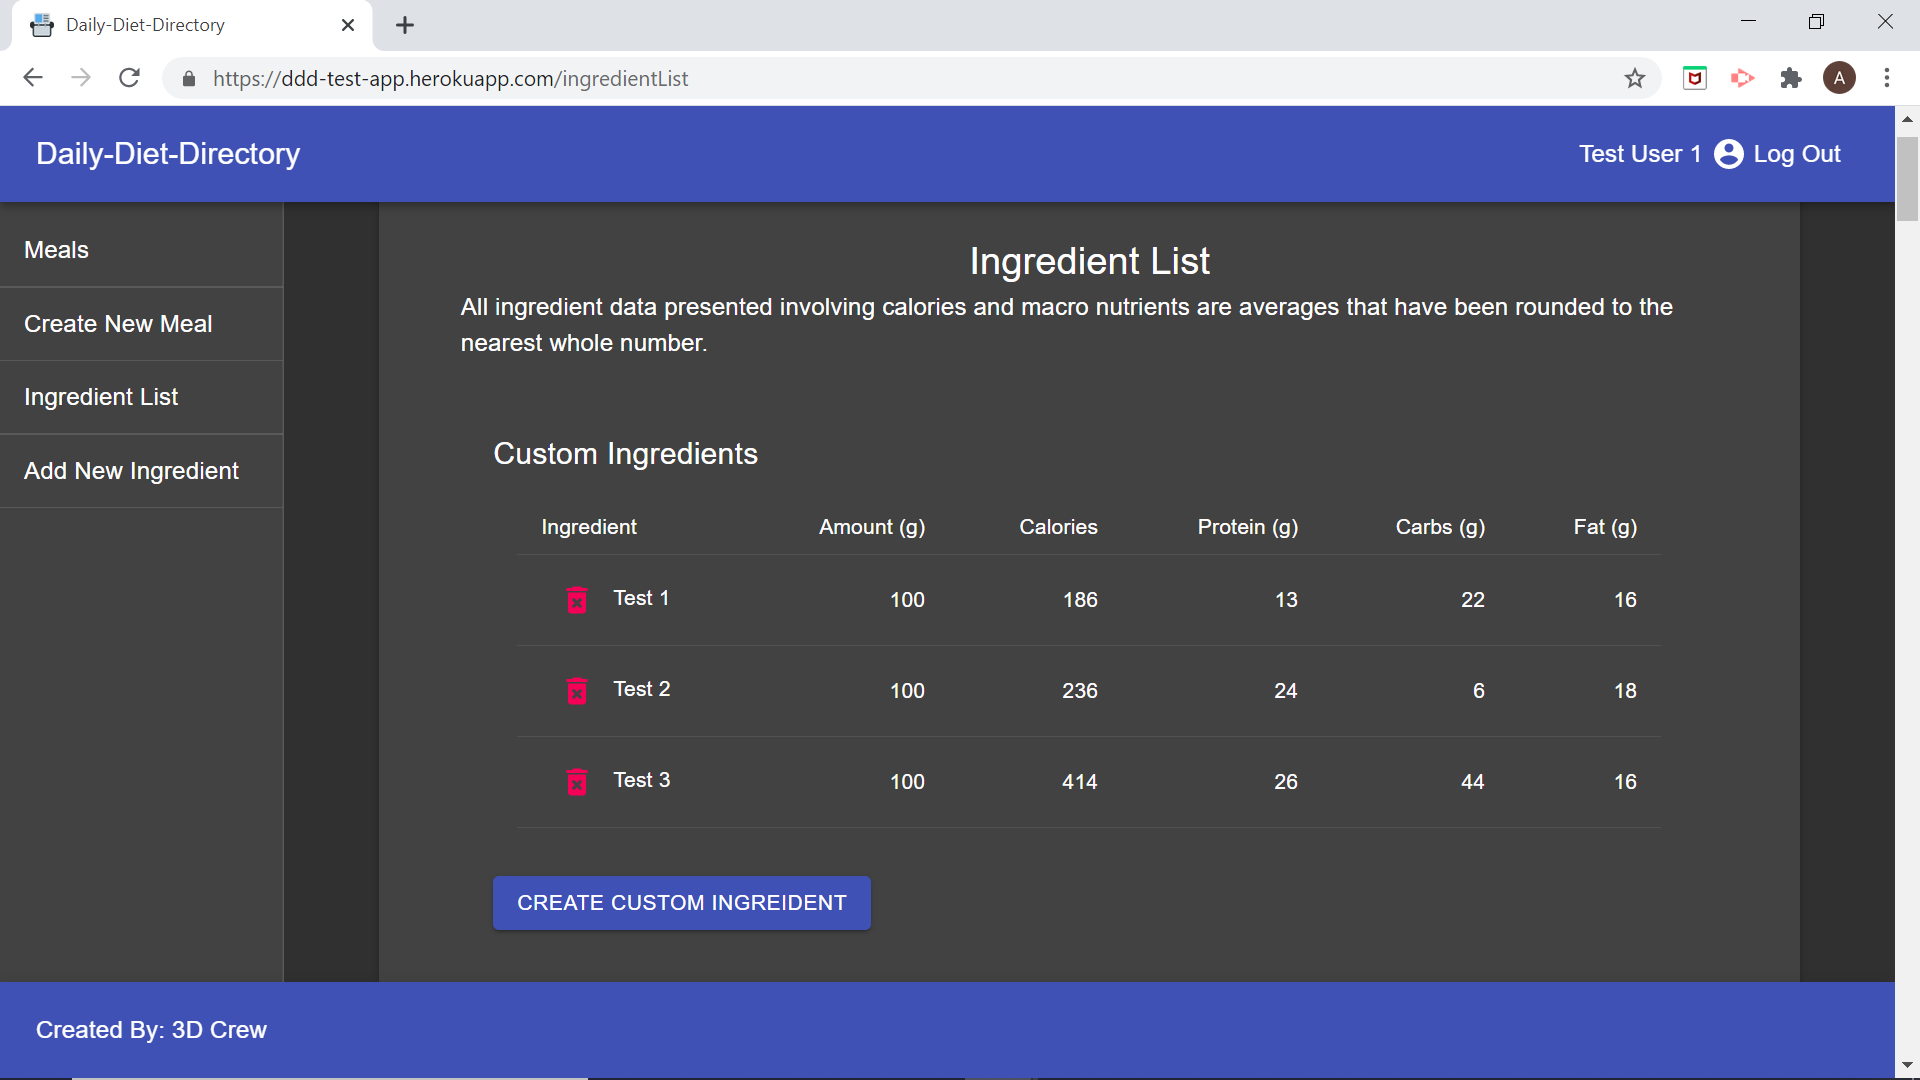 Daily-Diet-Directory
https://ddd-test-app.herokuapp.com/ingredientList
A
Daily-Diet-Directory
Test User 1 Log Out
Meals
Create New Meal
Ingredient List
Add New Ingredient
Ingredient List
All ingredient data presented involving calories and macro nutrients are averages that have been rounded to the
nearest whole number.
Custom Ingredients
Ingredient Amount (g) Calories Protein (g) Carbs (g) Fat (g)
Test 1 100 186 13 22 16
Test 2 100 236 24 6 18
Test 3 100 414 26 44 16
CREATE CUSTOM INGREIDENT
Created By: 3D Crew